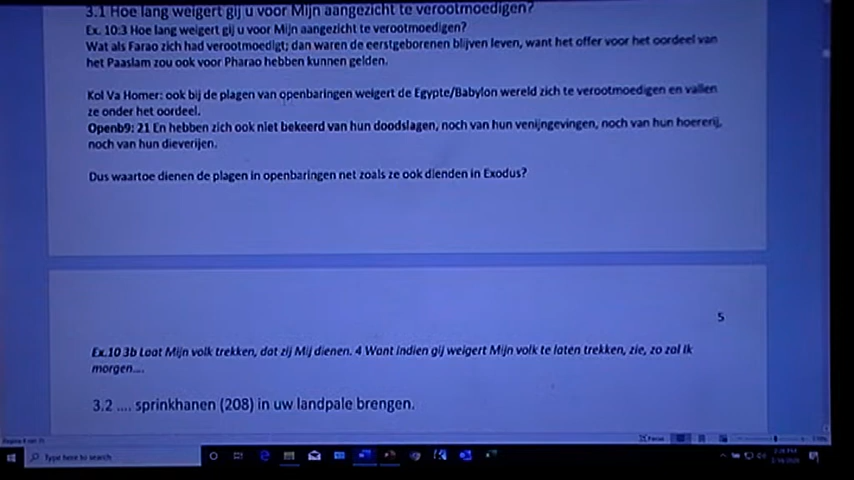 3.1 Hoe lang weigert gij u voor Mijn aangezicht te verootmoedigen?
Ex. 10:3 Hoe lang weigert gij u voor Mijn aangezicht te verootmoedigen?
Wat als Farao zich had verootmoedigt; dan waren de eerstgeborenen blijven leven, want het offer voor het oordeel van
het Paaslam zou ook voor Pharao hebben kunnen gelden.
Kol Va Homer: ook bij de plagen van openbaringen weigert de Egypte/Babylon wereld zich te verootmoedigen en vallen
ze onder het oordeel.
Openb9: 21 En hebben zich ook niet bekeerd van hun doodslagen, noch van hun venijngevingen, noch van hun hoererij,
noch van hun dieverijen.
Dus waartoe dienen de plagen in openbaringen net zoals ze ook dienden in Exodus?
5
Ex.10 3b Laat Mijn volk trekken, dat zij Mij dienen. 4 Want indien gij weigert Mijn volk te laten trekken, zie, zo zal Ik
morgen....
3.2 .... sprinkhanen (208) in uw landpale brengen.
Focus
Type here to search